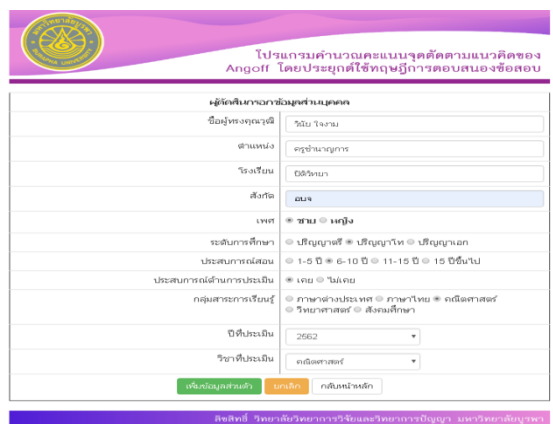 โปรแกรมคำนวณคะแนนจุดตัดตามแนวคิดของ
Angoff โดยประยุกต์ใช้ทฤษฎีการตอบสนองข้อสอบ
ผู้ตัดสินกรอกข้อมูลส่วนบุคคล
ชื่อผู้ทรงคุณวุฒิ วินัย ใจงาม
ตำแหน่ง ครูชำนาญการ
โรงเรียน ปิติวิทยา
สังกัด อบจ
เพศ ชาย หญิง
ระดับการศึกษา ปริญญาตรี ปริญญาโท ปริญญาเอก
ประสบการณ์สอน 1-5 ปี 6-10 ปี 11-15 ปี 15 ปีขึ้นไป
ประสบการณ์ด้านการประเมิน เคย ไม่เคย
กลุ่มสาระการเรียนรู้ ภาษาต่างประเทศ ภาษาไทย คณิตศาสตร์
วิทยาศาสตร์ สังคมศึกษา
ปีที่ประเมิน 2562
วิชาที่ประเมิน คณิตศาสตร์
เพิ่มข้อมูลส่วนตัว ยกเลิก กลับหน้าหลัก
ลิขสิทธิ์ วิทยาลัยวิทยาการวิจัยและวิทยาการปัญญา มหาวิทยาลัยบูรพา